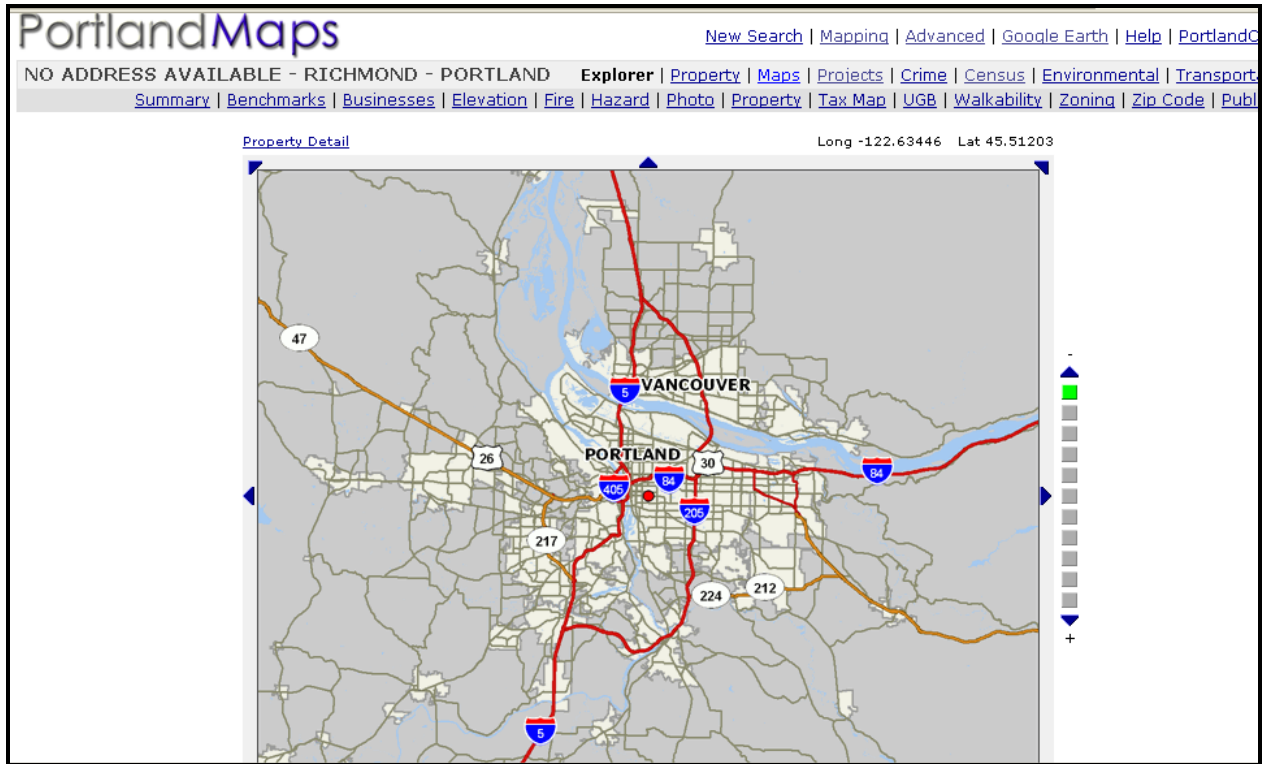 PortlandMaps
New Search | Mapping | Advanced | Google Earth | Help | PortlandO
NO ADDRESS AVAILABLE - RICHMOND - PORTLAND Explorer | Property | Maps | Projects | Crime | Census | Environmental | Transporta
Summary | Benchmarks | Businesses | Elevation | Fire | Hazard | Photo | Property | Tax Map | UGB | Walkability | Zoning | Zip Code | Publ
Property Detail Long -122.63446 Lat 45.51203
47
-
5 VANCOUVER
PORTLAND
26
30
84
84
405
205
217
224
212
+
5